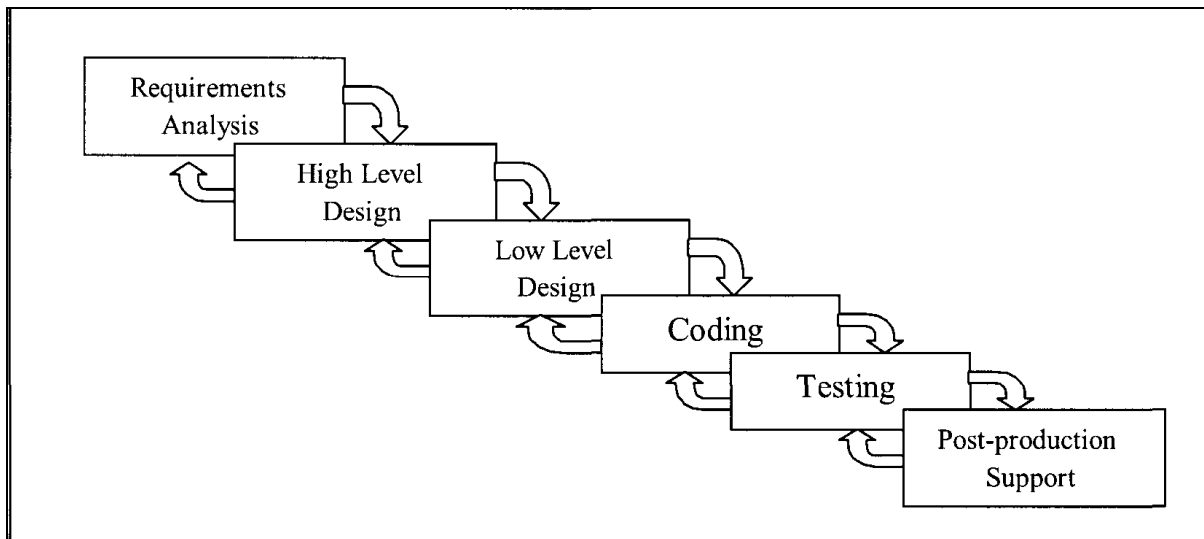 Requirements
Analysis
High Level
Design
Low Level
Design
Coding
Testing
Post-production
Support